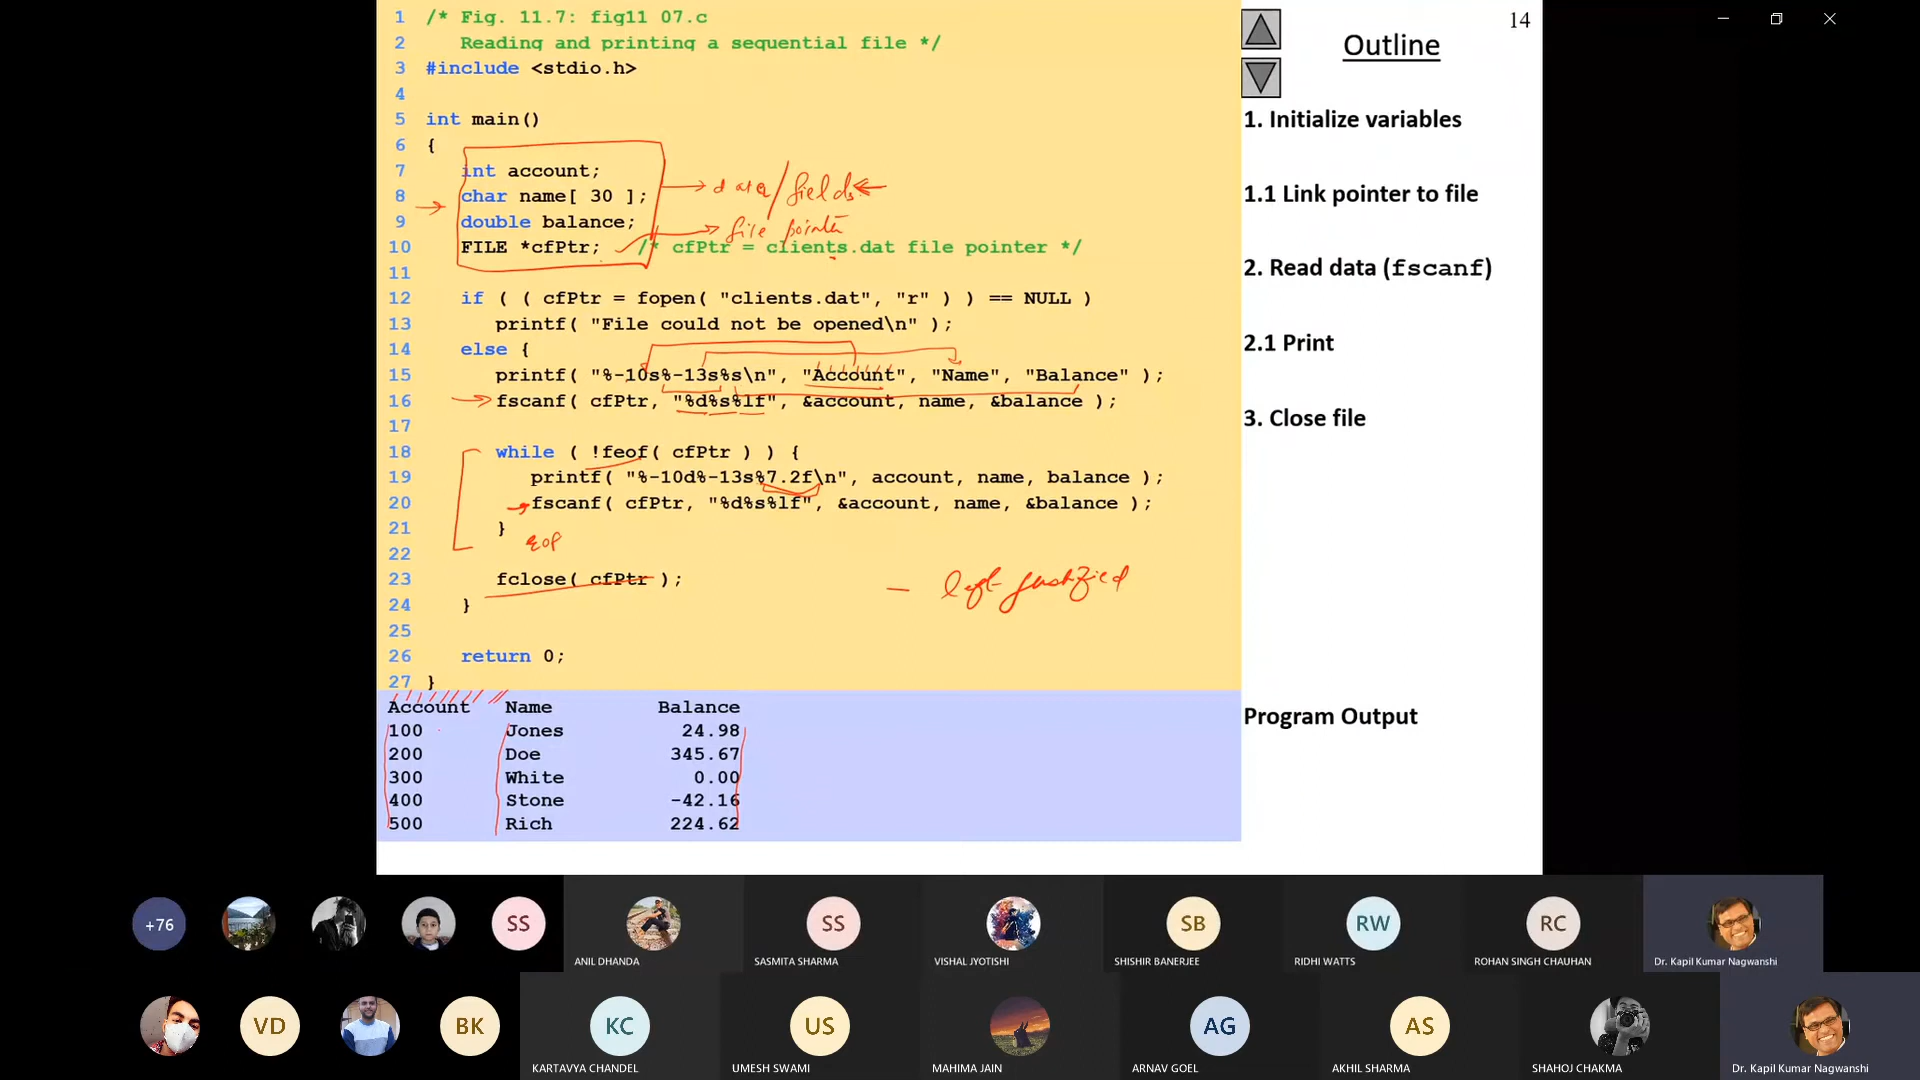 1 /* Fig. 11.7: fig11 07.c
2 Reading and printing a sequential file */
3 #include <stdio.h>
4
5 int main()
6 {
7 int account;
8 char name[ 30 ];
9 double balance;
10 FILE *cfPtr; /* cfPtr = clients.dat file pointer */
data/fields
file pointer
11
12 if ( ( cfPtr = fopen( "clients.dat", "r" ) ) == NULL )
13 printf( "File could not be opened\n" );
14 else {
15 printf( "%-10s%-13s%s\n", "Account", "Name", "Balance" );
16 fscanf( cfPtr, "%d%s%lf", &account, name, &balance );
17
18 while ( !feof( cfPtr ) ) {
19 printf( "%-10d%-13s%7.2f\n", account, name, balance );
20 fscanf( cfPtr, "%d%s%lf", &account, name, &balance );
21 }
22
eof
23 fclose( cfPtr );
— left justified
24 }
25
26 return 0;
27 }
Account Name Balance
100 Jones 24.98
200 Doe 345.67
300 White 0.00
400 Stone -42.16
500 Rich 224.62
14
Outline
1. Initialize variables
1.1 Link pointer to file
2. Read data (fscanf)
2.1 Print
3. Close file
Program Output
+76
SS
ANIL DHANDA
SS
SASMITA SHARMA
VISHAL JYOTISHI
SB
SHISHIR BANERJEE
RW
RIDHI WATTS
RC
ROHAN SINGH CHAUHAN
Dr. Kapil Kumar Nagwanshi
VD
BK
KC
KARTAVYA CHANDEL
US
UMESH SWAMI
MAHIMA JAIN
AG
ARNAV GOEL
AS
AKHIL SHARMA
SHAHOJ CHAKMA
Dr. Kapil Kumar Nagwanshi